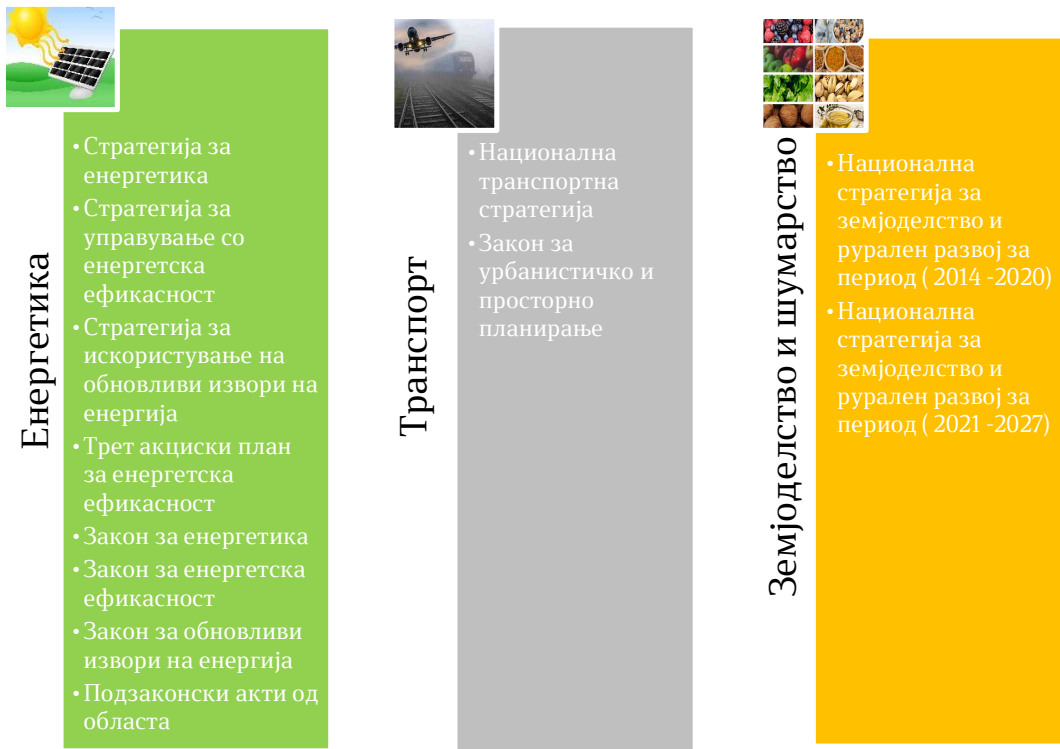 Енергетика
•Стратегија за
енергетика
•Стратегија за
управување со
енергетска
ефикасност
•Стратегија за
искористување на
обновливи извори на
енергија
•Трет акциски план
за енергетска
ефикасност
•Закон за енергетика
•Закон за енергетска
ефикасност
•Закон за обновливи
извори на енергија
•Подзаконски акти од
област​а
Транспорт
•Национална
транспортна
стратегија
•Закон за
урбанистичко и
просторно
планирање
Земјоделство и шумарство
•Национална
стратегија за
земјоделство и
рурален развој за
период ( 2014 -2020)
•Национална
стратегија за
земјоделство и
рурален развој за
период ( 2021 -2027)